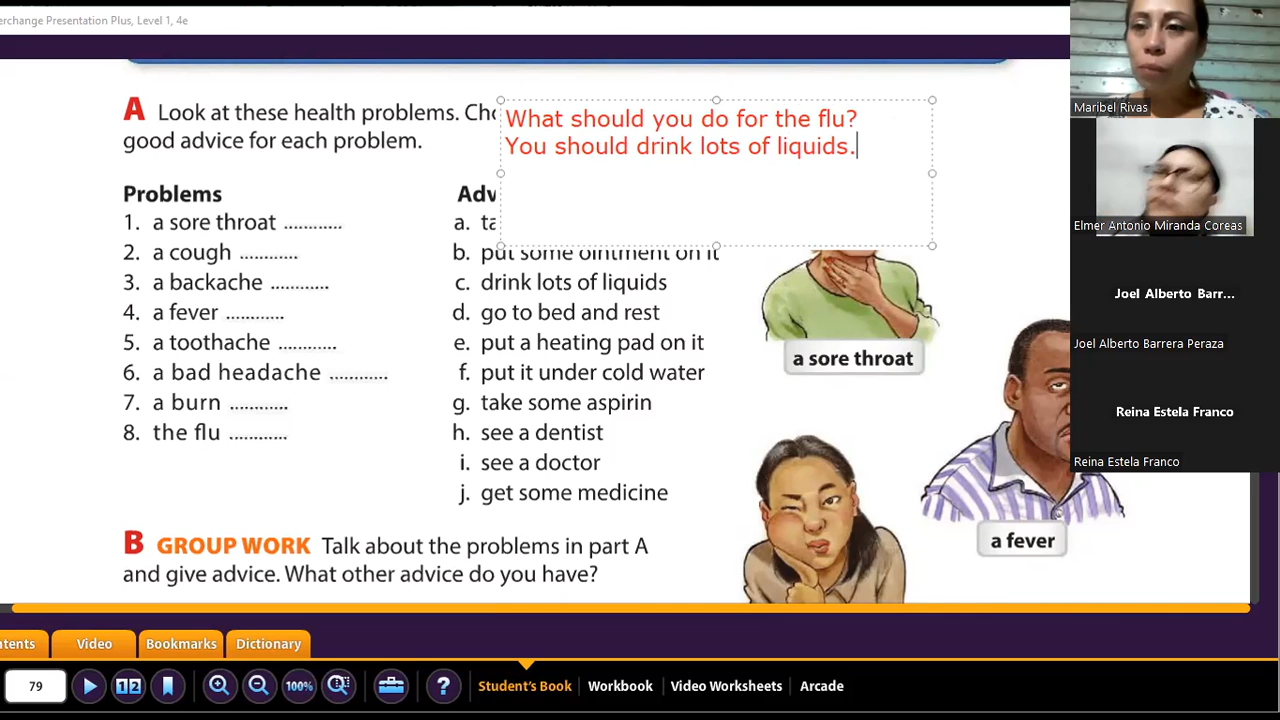 erchange Presentation Plus, Level 1, 4e
A Look at these health problems. Cho
good advice for each problem.
What should you do for the flu?
You should drink lots of liquids.
Problems
1. a sore throat ............
2. a cough ............
3. a backache ............
4. a fever ............
5. a toothache ............
6. a bad headache ............
7. a burn ............
8. the flu ............
Adv
a. ta
b. put some ointment on it
c. drink lots of liquids
d. go to bed and rest
e. put a heating pad on it
f. put it under cold water
g. take some aspirin
h. see a dentist
i. see a doctor
j. get some medicine
a sore throat
a fever
B GROUP WORK Talk about the problems in part A
and give advice. What other advice do you have?
Maribel Rivas
Elmer Antonio Miranda Coreas
Joel Alberto Barr...
Joel Alberto Barrera Peraza
Reina Estela Franco
Reina Estela Franco
ntents Video Bookmarks Dictionary
79 1 2 100% ? Student's Book Workbook Video Worksheets Arcade